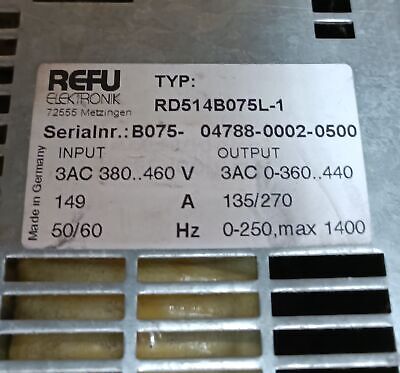 REFU
ELEKTRONIK
72555 Metzingen
TYP:
RD514B075L-1
Serialnr.: B075- 04788-0002-0500
INPUT OUTPUT
3AC 380..460 V 3AC 0-360..440
149 A 135/270
50/60 Hz 0-250,max 1400
Made in Germany